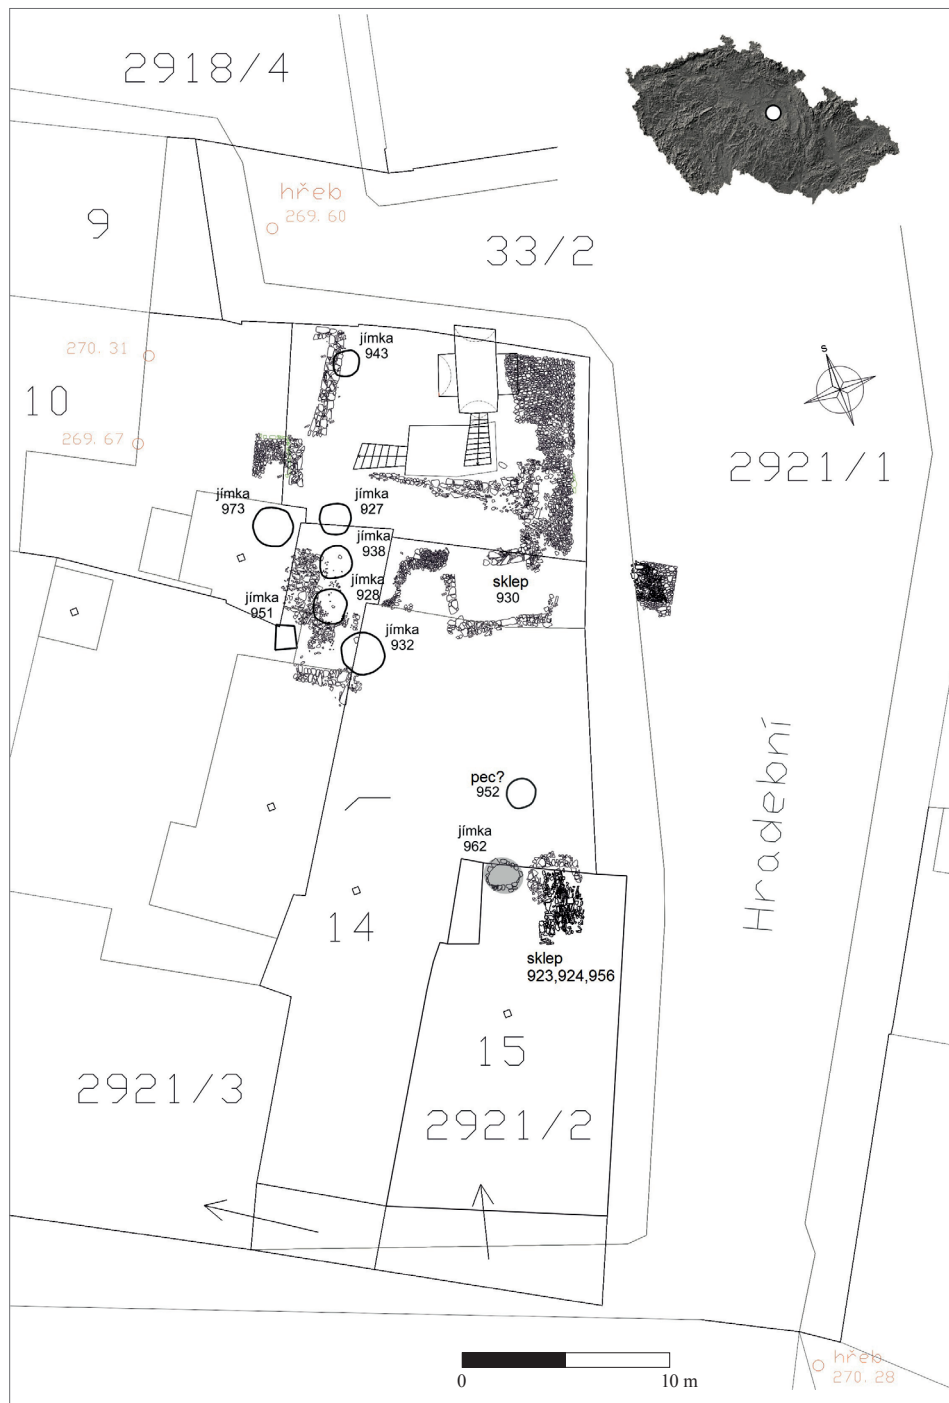 2918/4
hřeb
269.60
9
33/2
S
270.31
jímka
943
10
269.67
2921/1
jímka
973
jímka
927
jímka
938
sklep
930
jímka
951
jímka
928
jímka
932
Hradební
pec?
952
jímka
962
14
sklep
923,924,956
15
2921/3
2921/2
hřeb
270.28
0 10 m